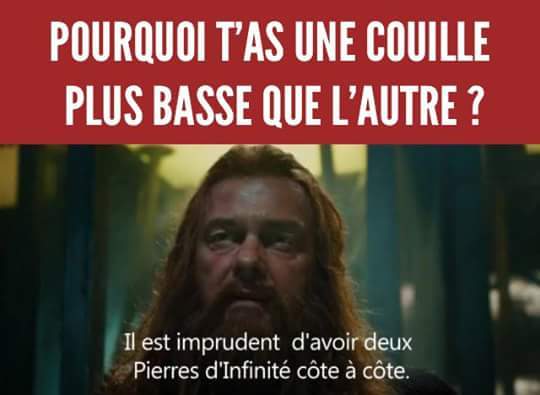 POURQUOI T'AS UNE COUILLE
PLUS BASSE QUE L'AUTRE ?
Il est imprudent d'avoir deux
Pierres d'Infinité côte à côte.